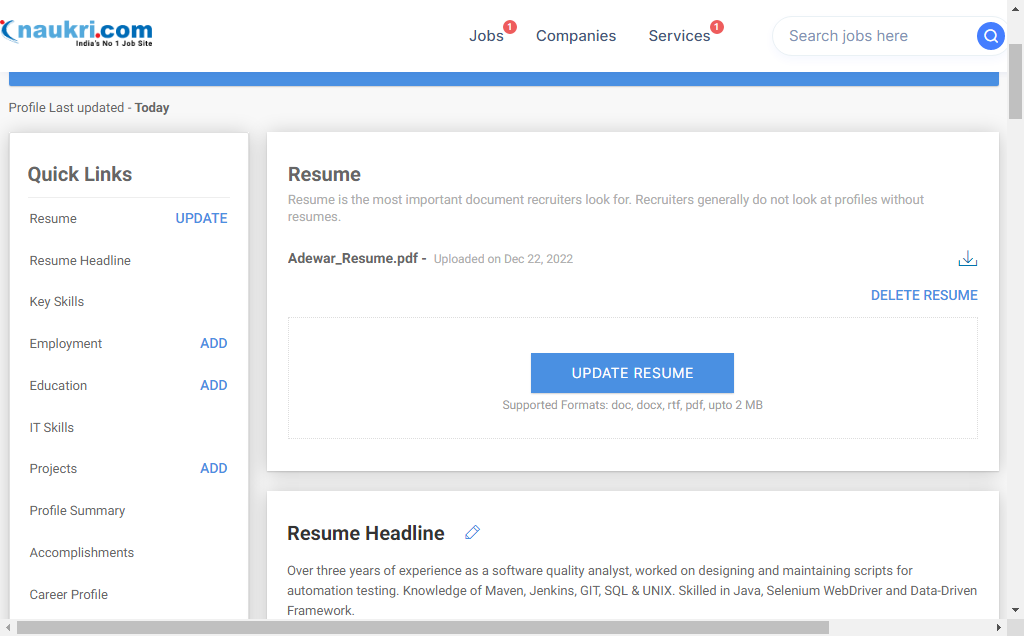 naukri.com
India's No 1 Job Site
Jobs 1
Companies
Services 1
Search jobs here
Profile Last updated - Today
Quick Links
Resume UPDATE
Resume Headline
Key Skills
Employment ADD
Education ADD
IT Skills
Projects ADD
Profile Summary
Accomplishments
Career Profile
Resume
Resume is the most important document recruiters look for. Recruiters generally do not look at profiles without
resumes.
Adewar_Resume.pdf - Uploaded on Dec 22, 2022
DELETE RESUME
UPDATE RESUME
Supported Formats: doc, docx, rtf, pdf, upto 2 MB
Resume Headline
Over three years of experience as a software quality analyst, worked on designing and maintaining scripts for
automation testing. Knowledge of Maven, Jenkins, GIT, SQL & UNIX. Skilled in Java, Selenium WebDriver and Data-Driven
Framework.